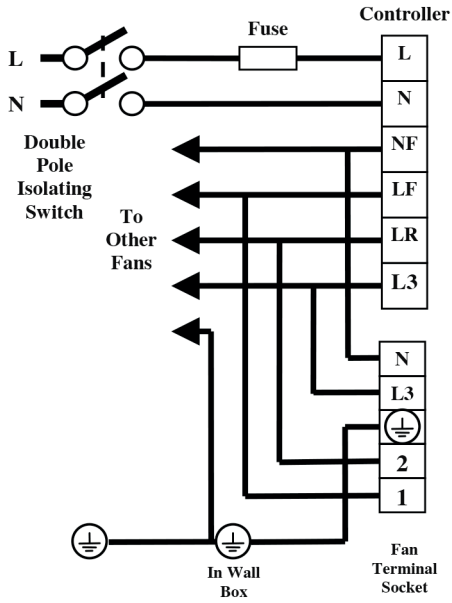 Controller
Fuse
L
L
N
N
NF
LF
LR
L3
Double
Pole
Isolating
Switch
To
Other
Fans
N
L3
2
1
In Wall
Box
Fan
Terminal
Socket